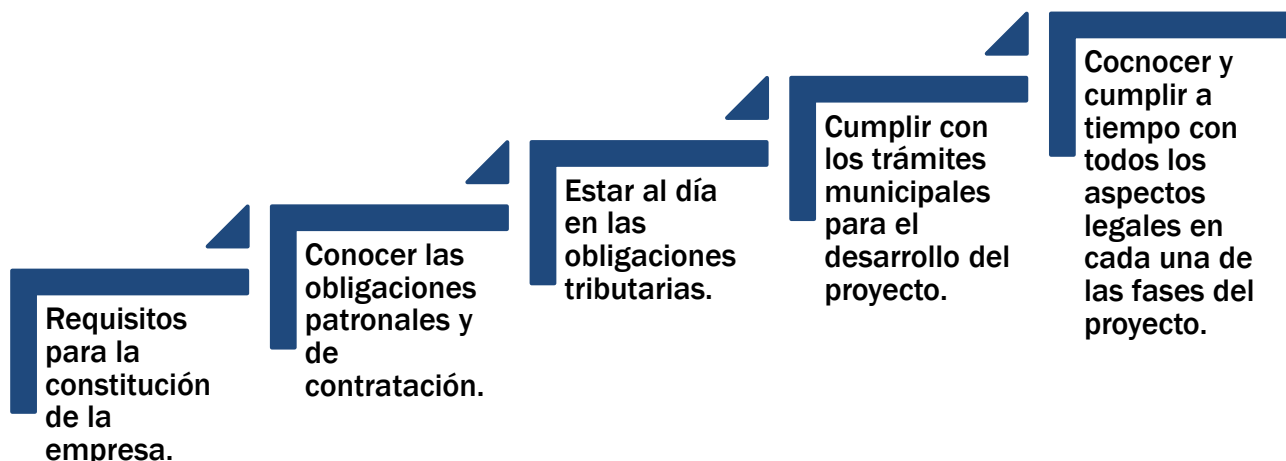 Requisitos
para la
constitución
de la
empresa.
Conocer las
obligaciones
patronales y
de
contratación.
Estar al día
en las
obligaciones
tributarias.
Cumplir con
los trámites
municipales
para el
desarrollo del
proyecto.
Cocnocer y
cumplir a
tiempo con
todos los
aspectos
legales en
cada una de
las fases del
proyecto.